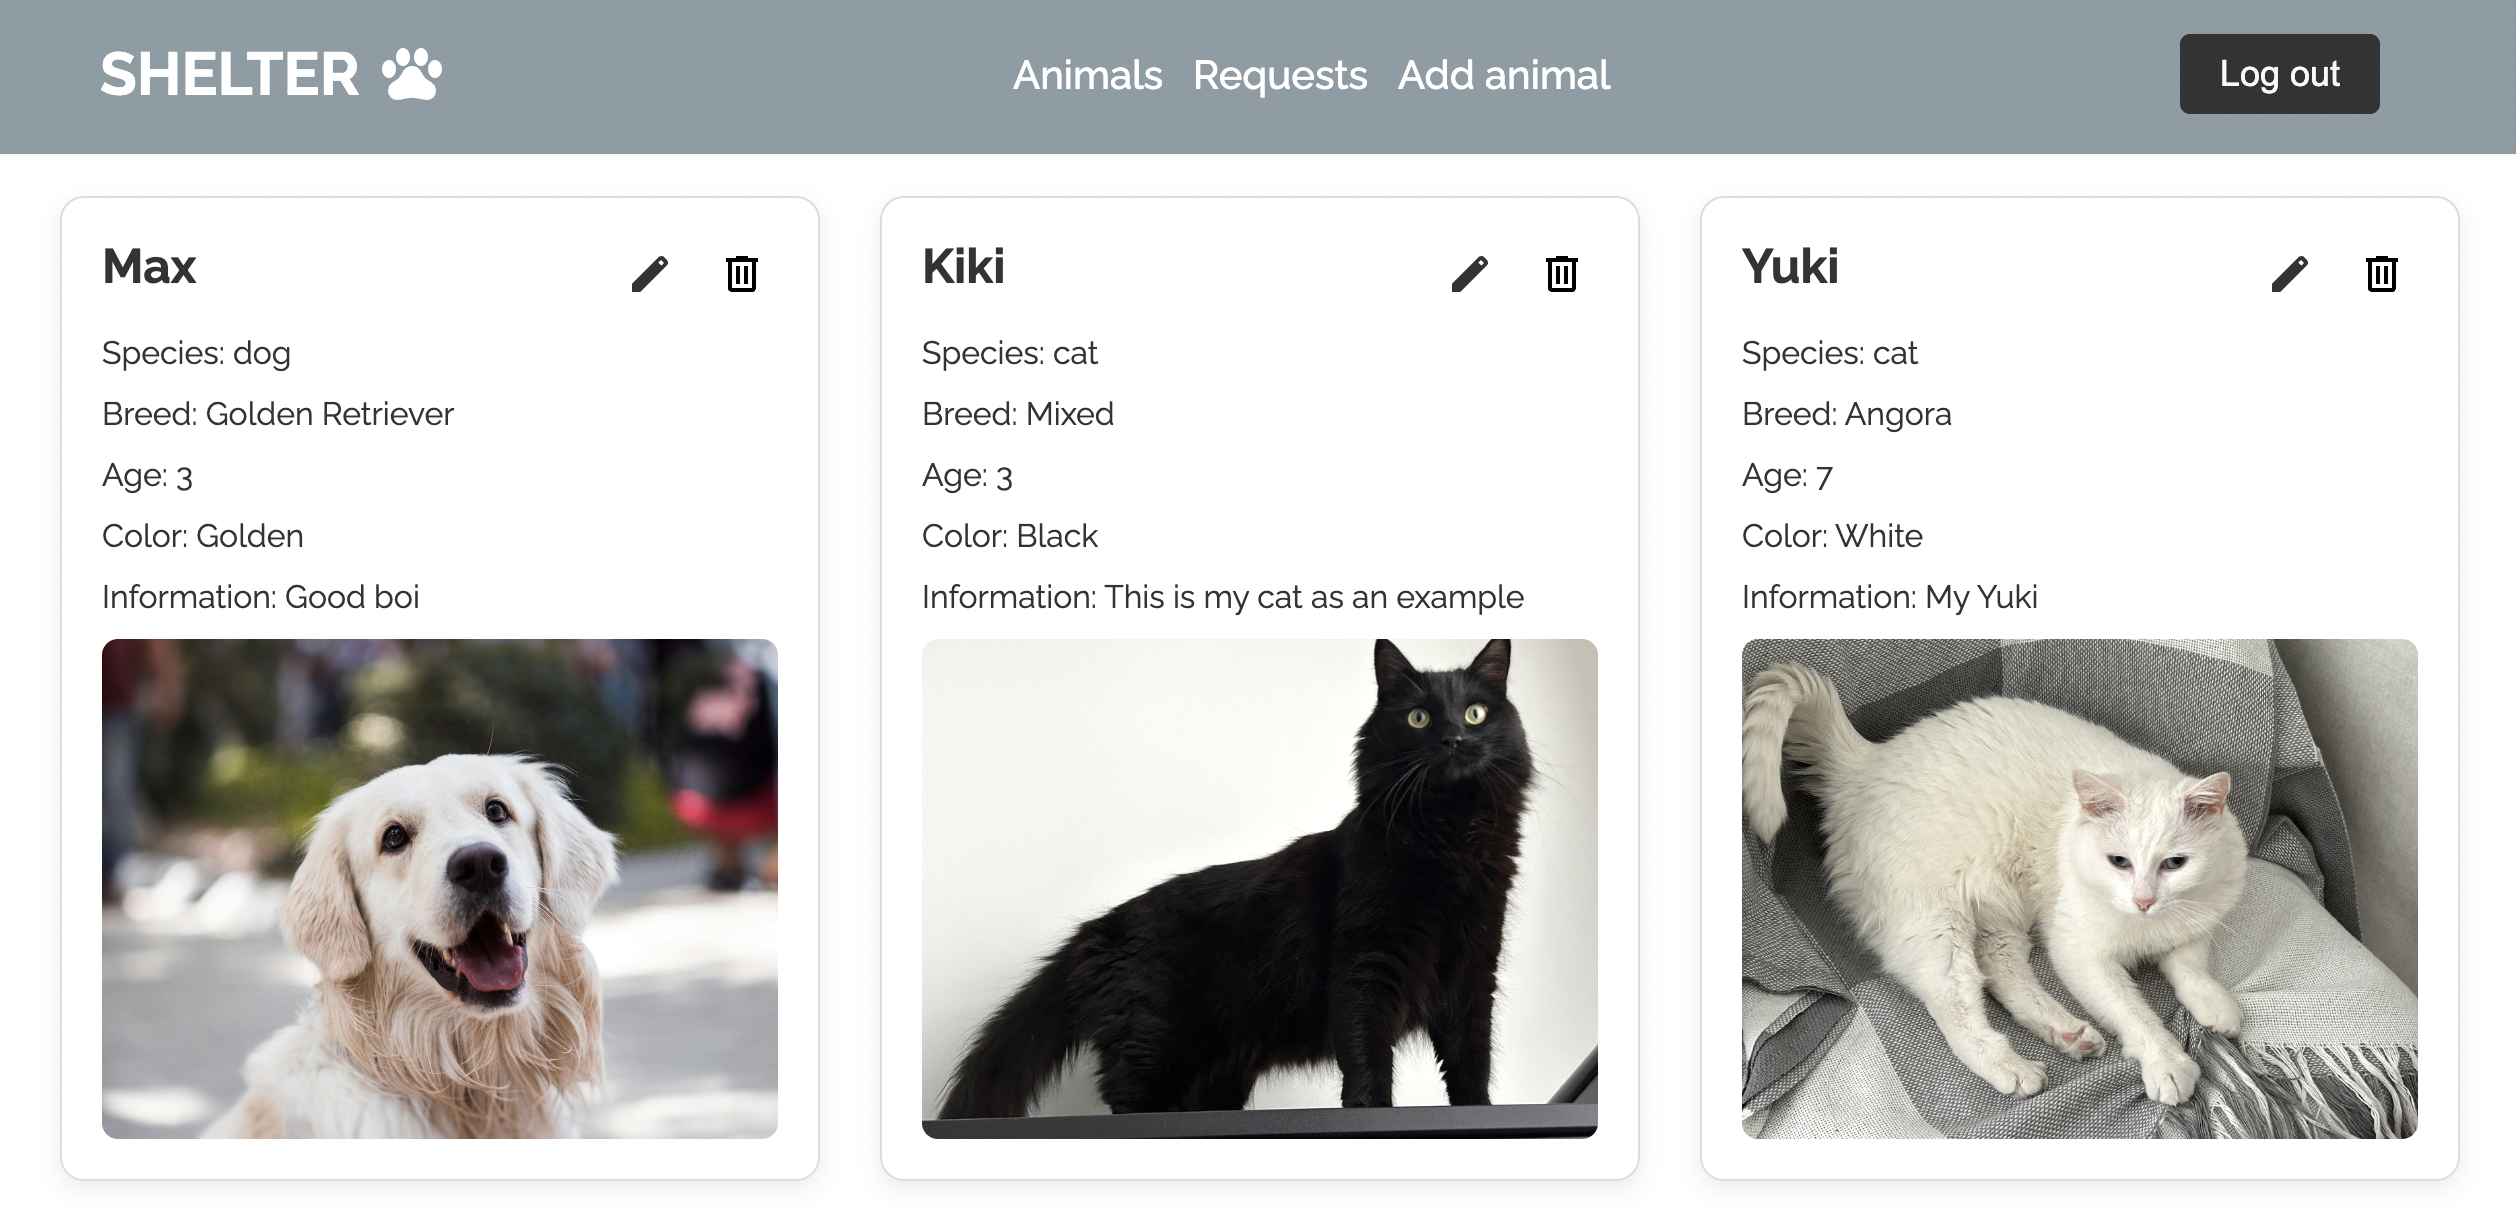 SHELTER
Animals Requests Add animal
Log out
Max
Species: dog
Breed: Golden Retriever
Age: 3
Color: Golden
Information: Good boi
Kiki
Species: cat
Breed: Mixed
Age: 3
Color: Black
Information: This is my cat as an example
Yuki
Species: cat
Breed: Angora
Age: 7
Color: White
Information: My Yuki